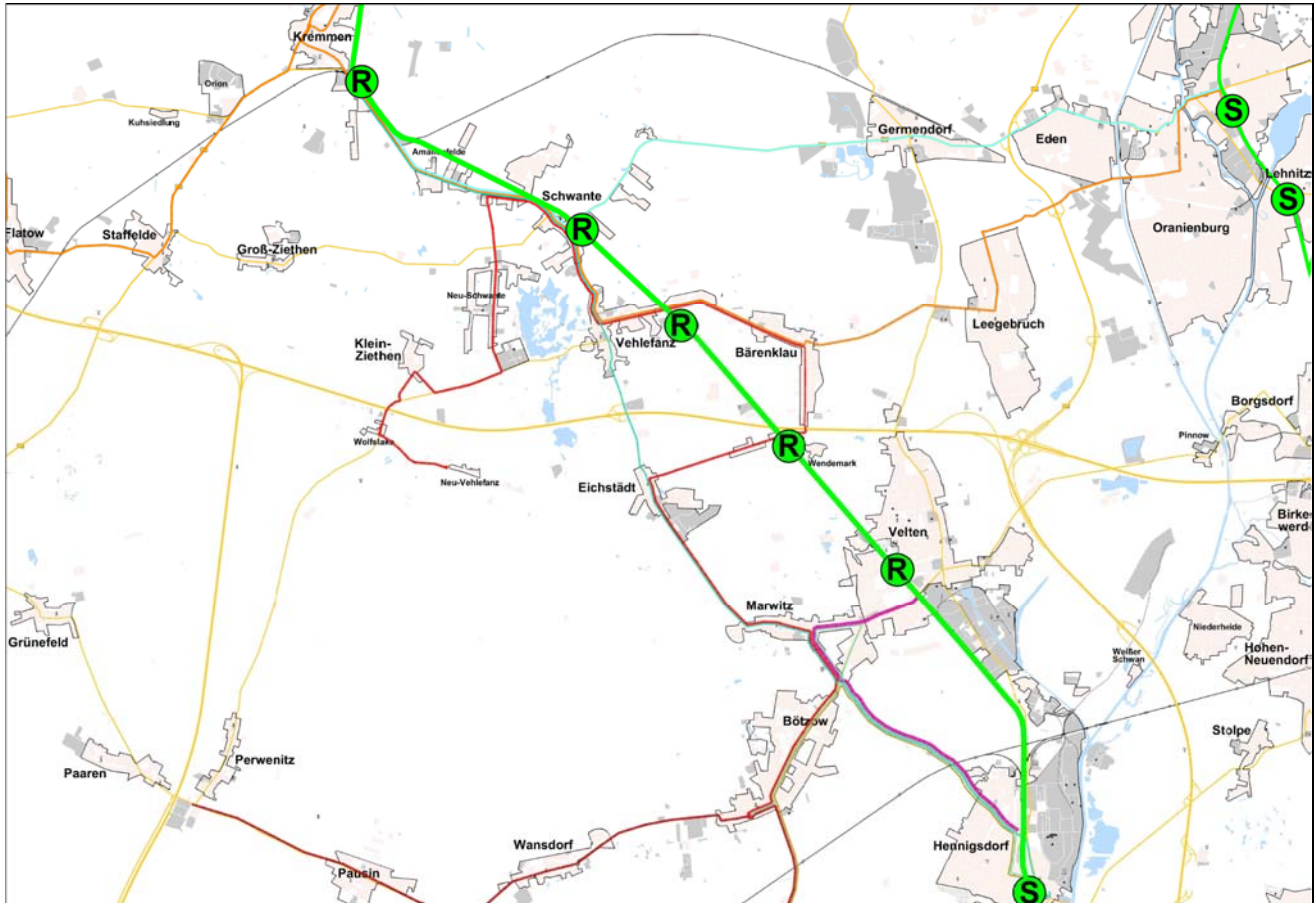 Kremmen
R
Orion
Kuhsiedlung
Germendorf
Eden
S
Lehnitz
S
Schwante
R
Flatow
Staffelde
Groß-Ziethen
Oranienburg
Neu-Schwante
Klein-
Ziethen
Vehlefanz
R
Bärenklau
Leegebruch
Borgsdorf
Pinnow
Wolfslake
Neu-Vehlefanz
R
Wendemark
Eichstädt
Birke-
werd
Velten
R
Marwitz
Grünefeld
Niederheide
Weißer
Schwan
Hohen-
Neuendorf
Bötzow
Stolpe
Paaren
Perwenitz
Wansdorf
Hennigsdorf
Pausin
S